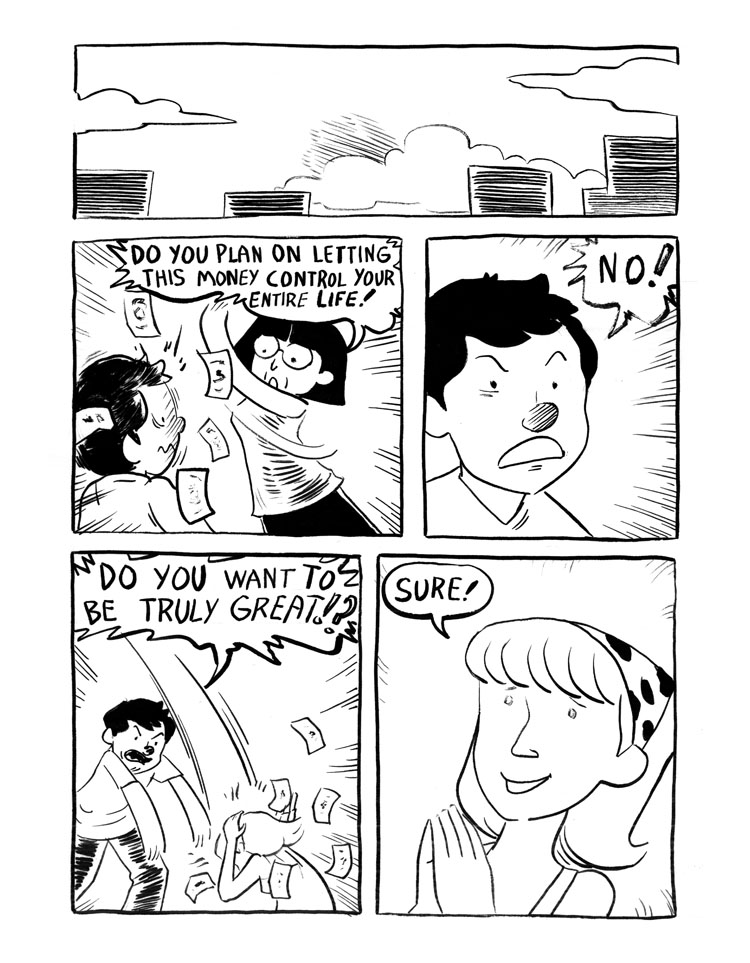 DO YOU PLAN ON LETTING
THIS MONEY CONTROL YOUR
ENTIRE LIFE!
NO!
DO YOU WANT TO
BE TRULY GREAT!?
SURE!